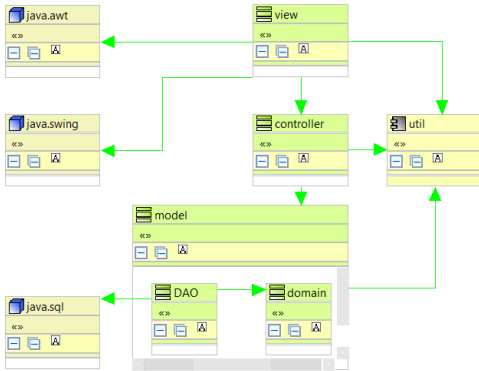 java.awt
«»
A
view
«»
A
java.swing
«»
A
controller
«»
A
util
«»
A
model
«»
A
java.sql
«»
A
DAO
«»
A
domain
«»
A